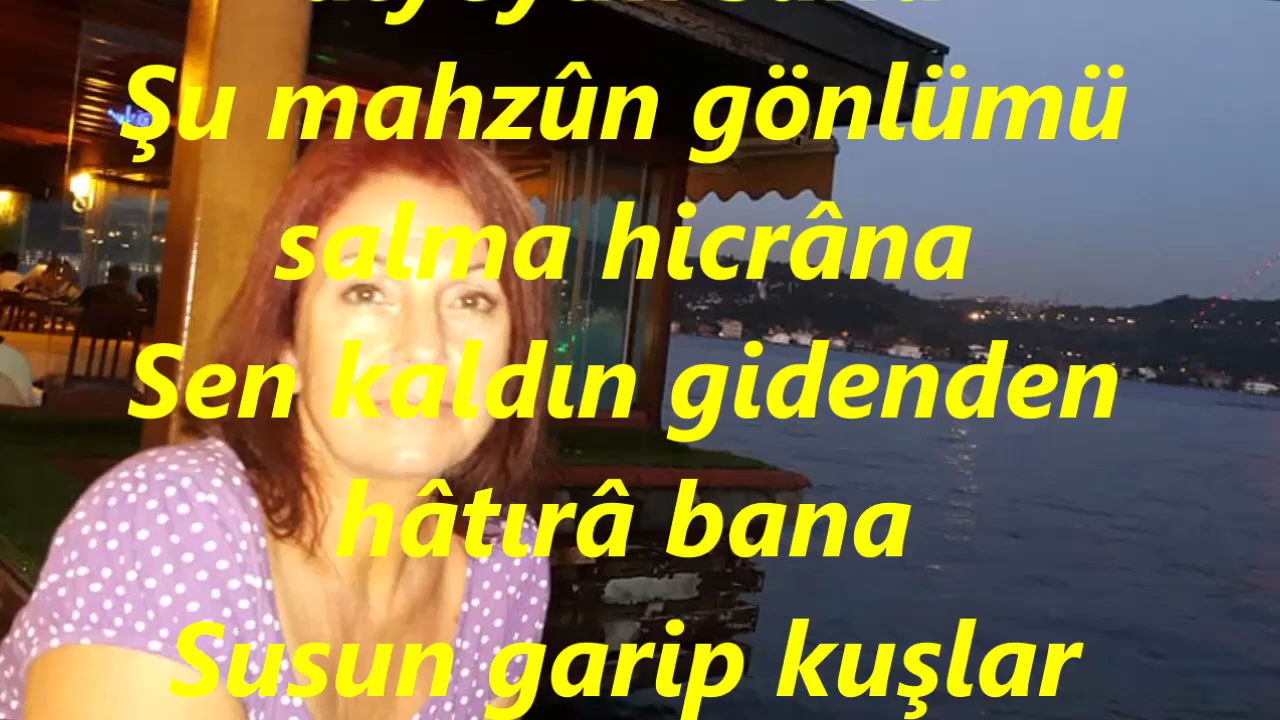 Şu mahzûn gönlümü
salma hicrâna
Sen kaldın gidenden
hâtırâ bana
Susun garip kuşlar